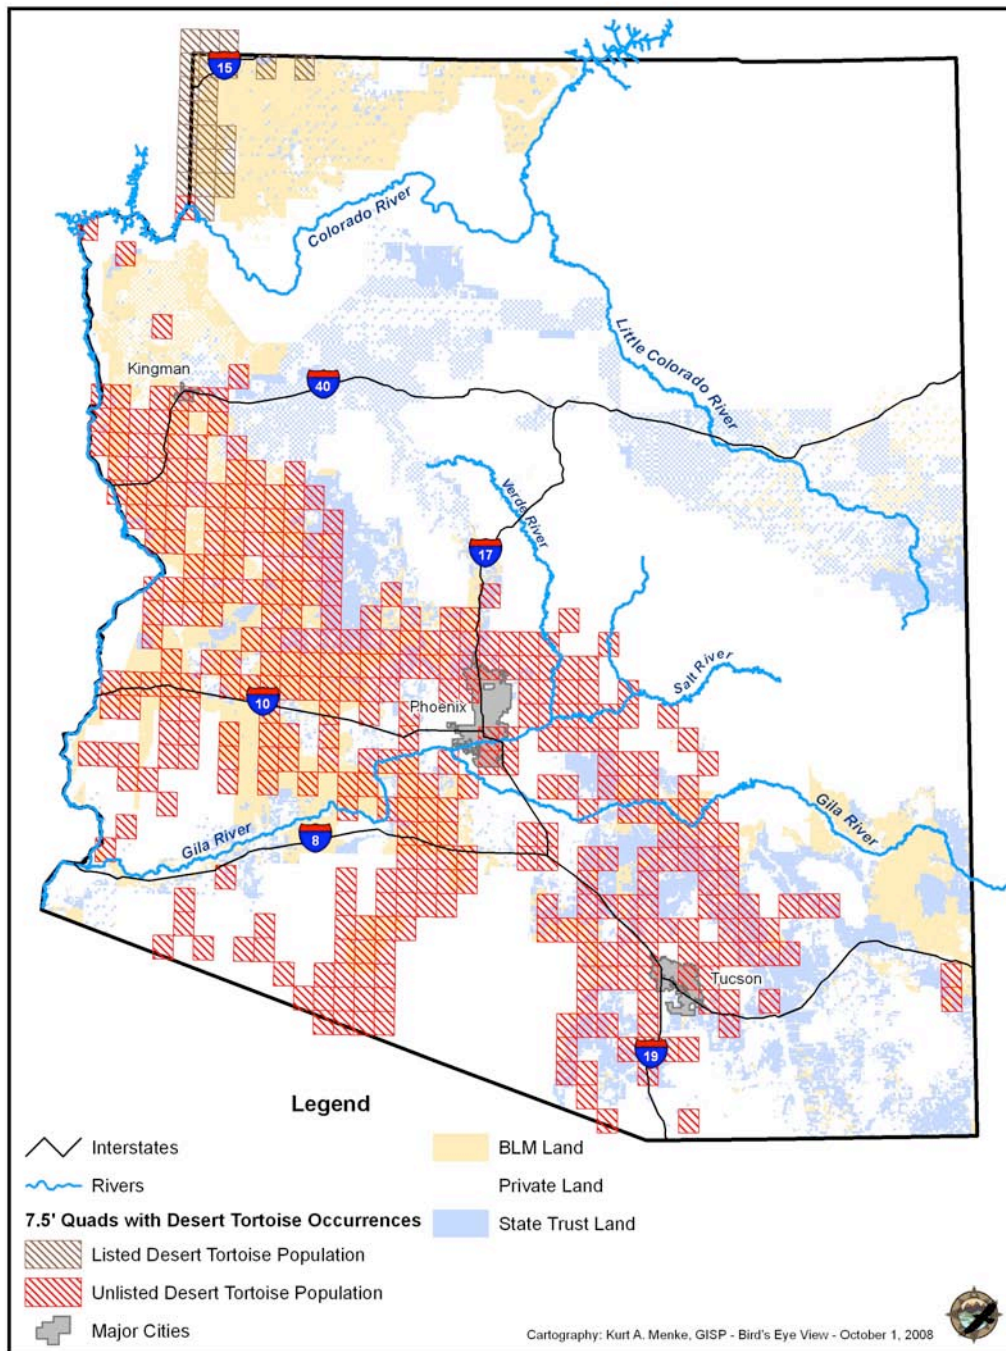 15
Colorado River
Little Colorado River
Kingman
40
Verde River
17
Salt River
Phoenix
10
Gila River
Gila River
8
Tucson
19
Legend
Interstates
Rivers
7.5' Quads with Desert Tortoise Occurrences
Listed Desert Tortoise Population
Unlisted Desert Tortoise Population
Major Cities
BLM Land
Private Land
State Trust Land
Cartography: Kurt A. Menke, GISP - Bird's Eye View - October 1, 2008